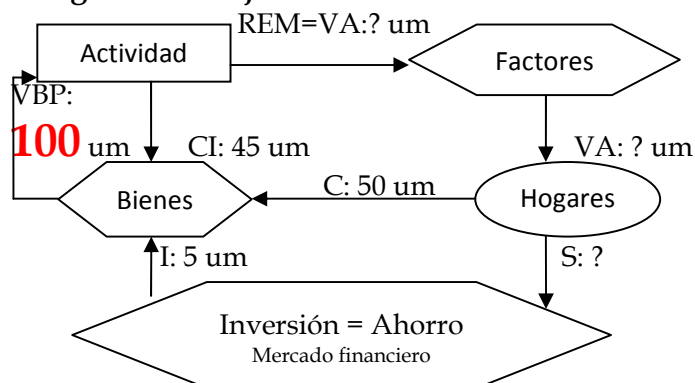 REM=VA:? um
Actividad
Factores
VBP:
100 um
CI: 45 um
VA: ? um
C: 50 um
Bienes
Hogares
I: 5 um
S: ?
Inversión = Ahorro
Mercado financiero